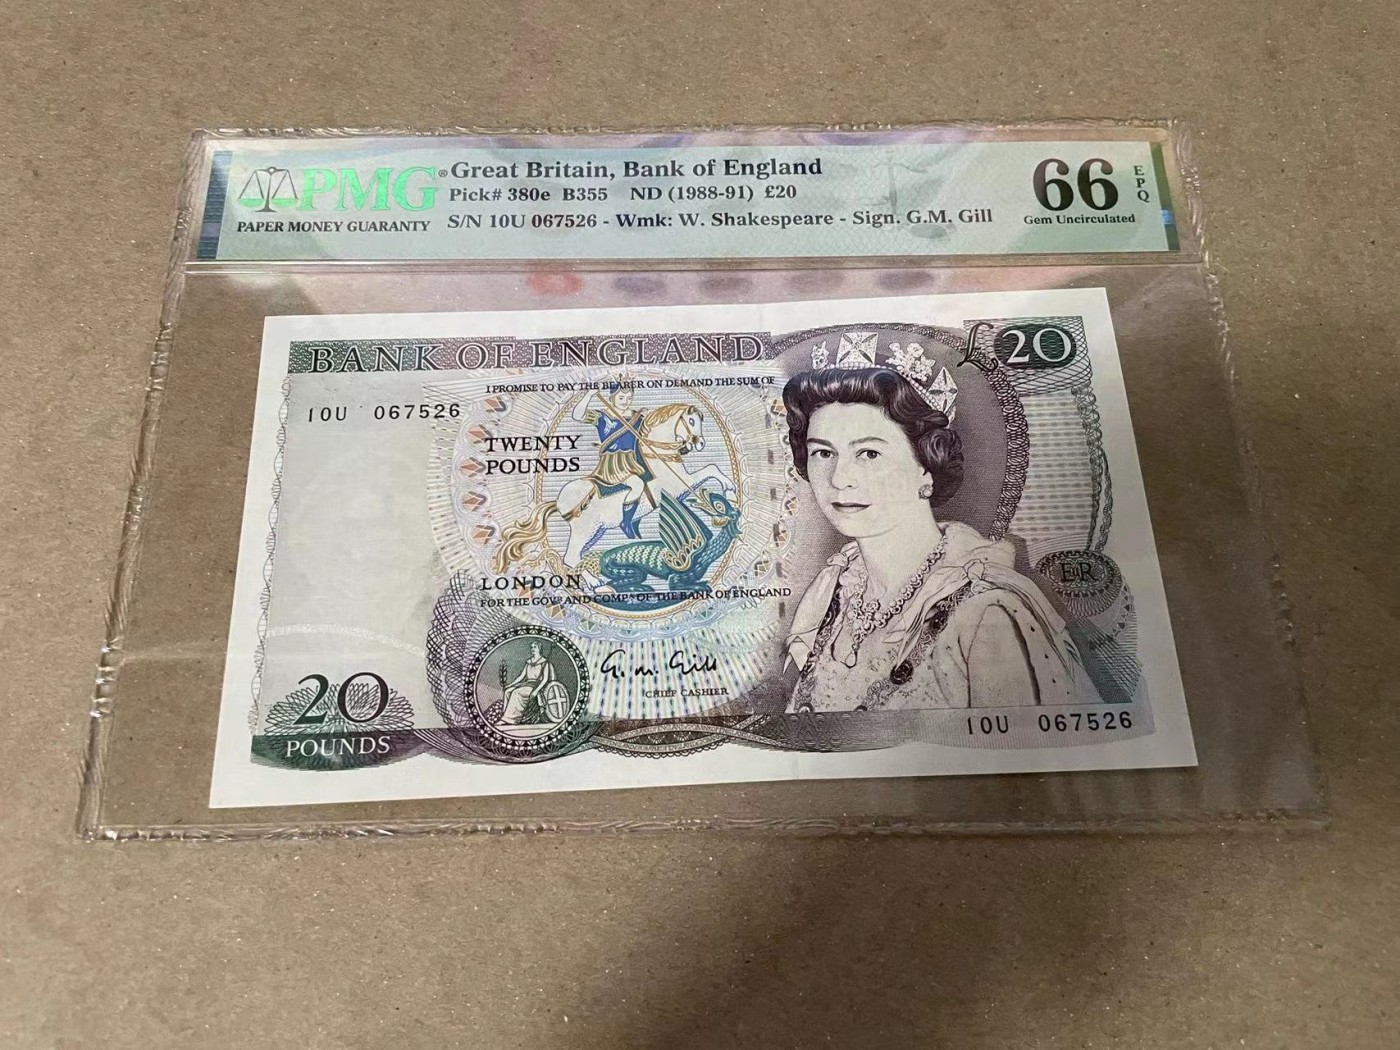 PMG®
PAPER MONEY GUARANTY
Great Britain, Bank of England
Pick# 380e B355 ND (1988-91) £20
S/N 10U 067526 - Wmk: W. Shakespeare - Sign. G.M. Gill
66 EPQ
Gem Uncirculated
BANK OF ENGLAND
£20
I PROMISE TO PAY THE BEARER ON DEMAND THE SUM OF
10U 067526
TWENTY
POUNDS
LONDON
FOR THE GOVR AND COMPA OF THE BANK OF ENGLAND
ER
G. M. Gill
CHIEF CASHIER
20
POUNDS
10U 067526